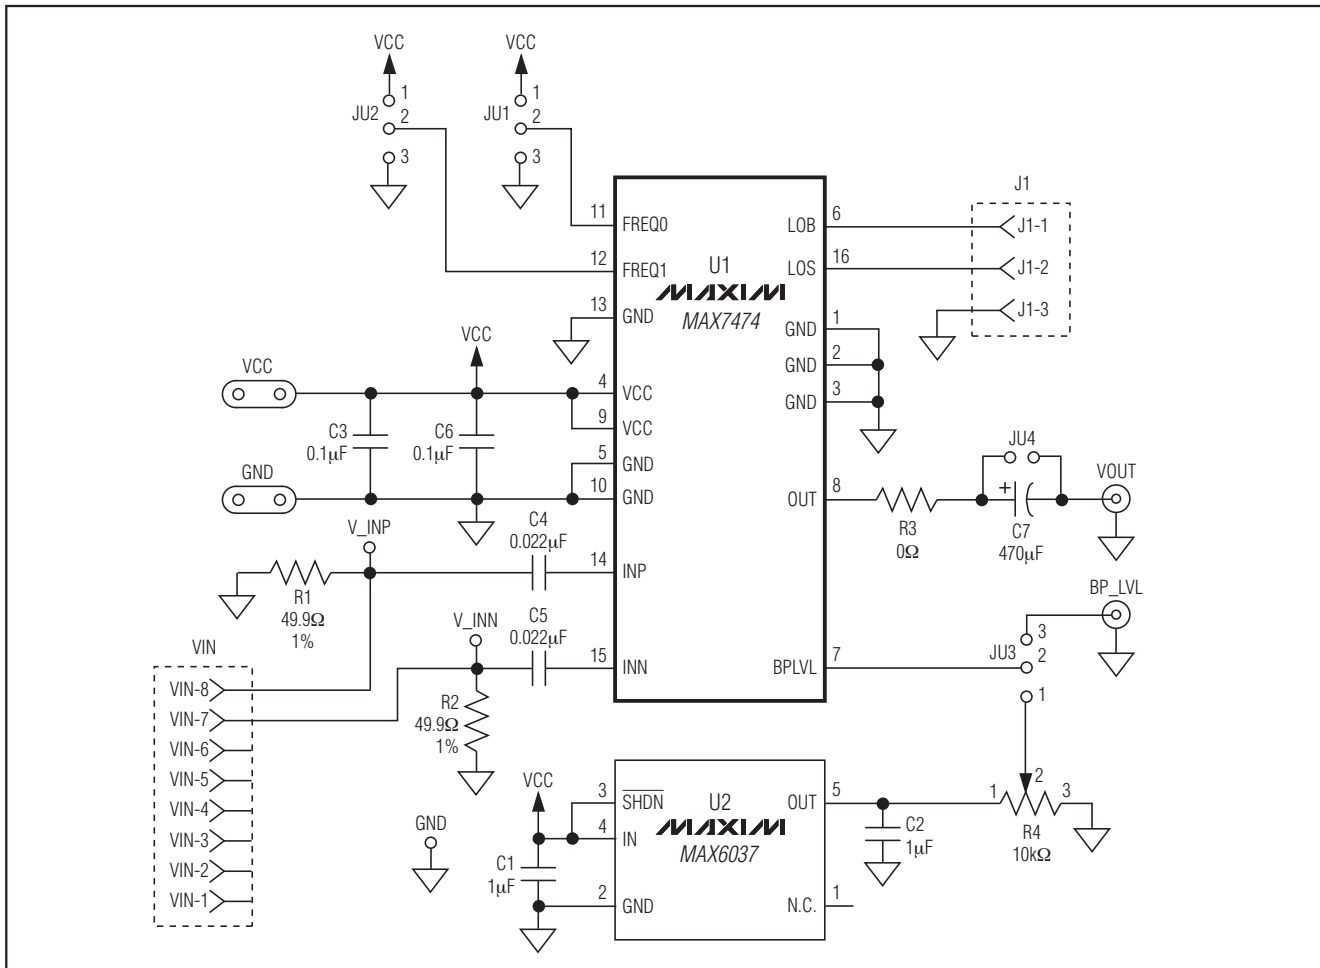 VCC
VCC
1
JU2
2
3
1
JU1
2
3
J1
11
FREQ0
12
FREQ1
13
GND
U1
MAXIM
MAX7474
LOB
6
J1-1
LOS
16
J1-2
J1-3
GND
1
GND
2
GND
3
VCC
VCC
4
VCC
9
VCC
C3
0.1µF
C6
0.1µF
5
GND
GND
10
GND
OUT
8
R3
0Ω
JU4
+
C7
470µF
VOUT
V_INP
C4
0.022µF
14
INP
R1
49.9Ω
1%
V_INN
C5
0.022µF
15
INN
R2
49.9Ω
1%
BPLVL
7
BP_LVL
3
JU3
2
1
VIN
VIN-8
VIN-7
VIN-6
VIN-5
VIN-4
VIN-3
VIN-2
VIN-1
GND
VCC
3
SHDN
4
IN
C1
1µF
2
GND
U2
MAXIM
MAX6037
OUT
5
N.C.
1
C2
1µF
1
2
3
R4
10kΩ